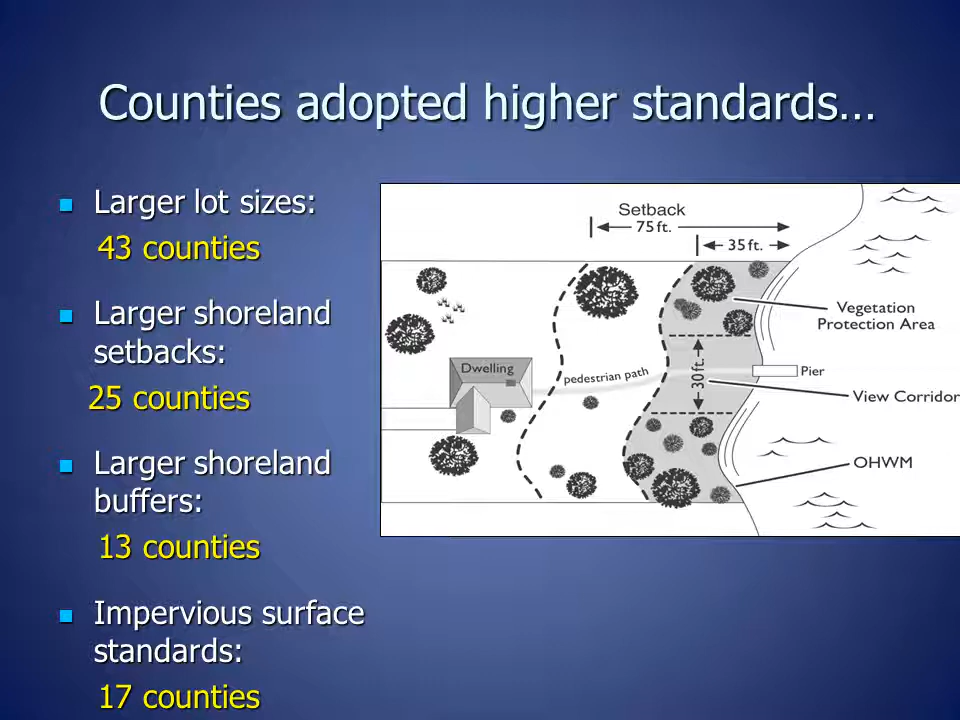 Counties adopted higher standards…
Larger lot sizes:
43 counties
Larger shoreland
setbacks:
25 counties
Larger shoreland
buffers:
13 counties
Impervious surface
standards:
17 counties
Setback
75 ft.
35 ft.
Vegetation
Protection Area
Dwelling
pedestrian path
30 ft.
Pier
View Corridor
OHWM